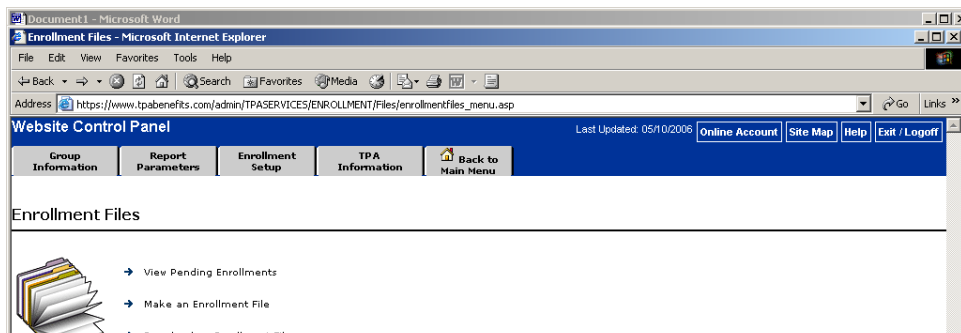 Document1 - Microsoft Word
Enrollment Files - Microsoft Internet Explorer
File Edit View Favorites Tools Help
Back Search Favorites Media
Address https://www.tpabenefits.com/admin/TPASERVICES/ENROLLMENT/Files/enrollmentfiles_menu.asp Go Links »
Website Control Panel Last Updated: 05/10/2006 Online Account Site Map Help Exit / Logoff
Group Information Report Parameters Enrollment Setup TPA Information Back to Main Menu
Enrollment Files
View Pending Enrollments
Make an Enrollment File